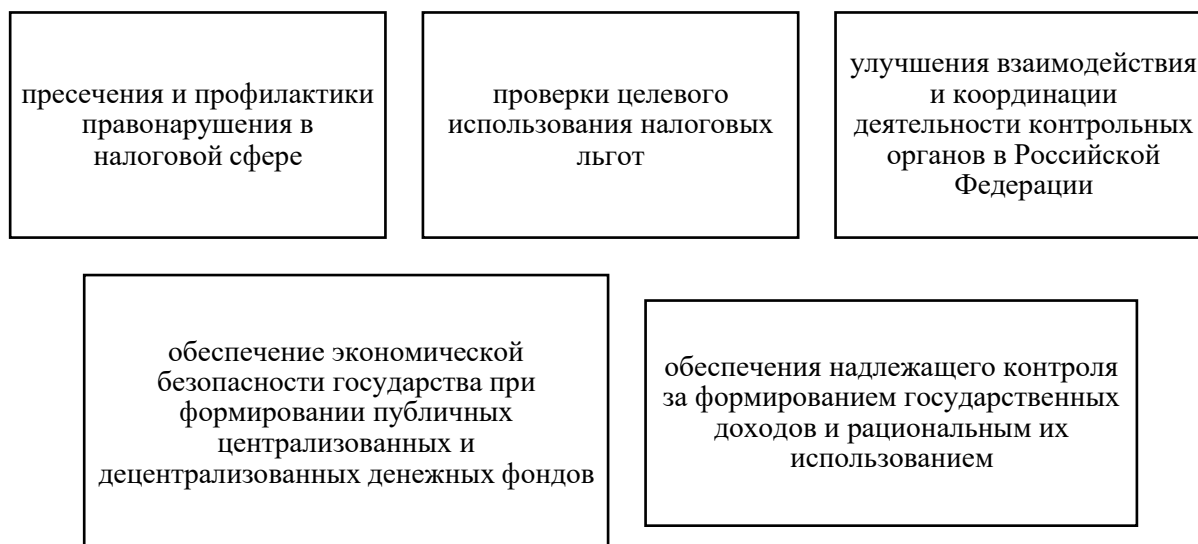 пресечения и профилактики
правонарушения в
налоговой сфере
проверки целевого
использования налоговых
льгот
улучшения взаимодействия
и координации
деятельности контрольных
органов в Российской
Федерации
обеспечение экономической
безопасности государства при
формировании публичных
централизованных и
децентрализованных денежных фондов
обеспечения надлежащего контроля
за формированием государственных
доходов и рациональным их
использованием